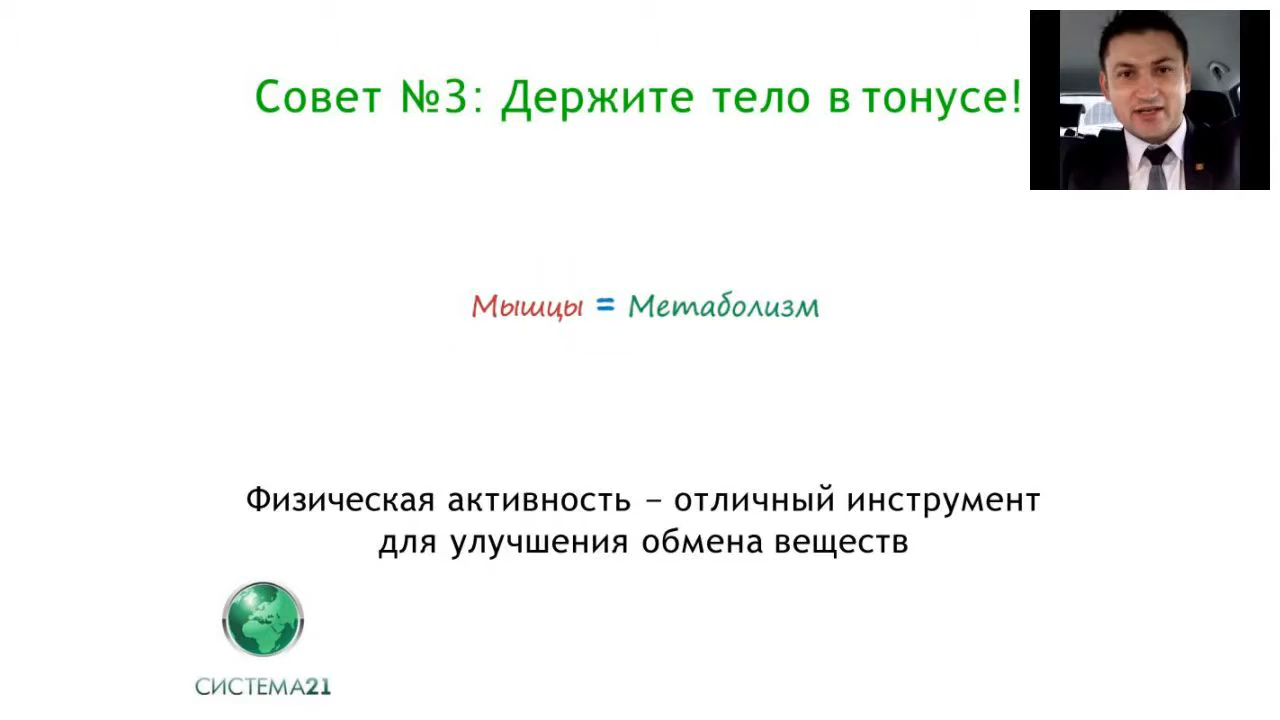 Совет №3: Держите тело в тонусе!
Мышцы = Метаболизм
Физическая активность – отличный инструмент
для улучшения обмена веществ
СИСТЕМА21